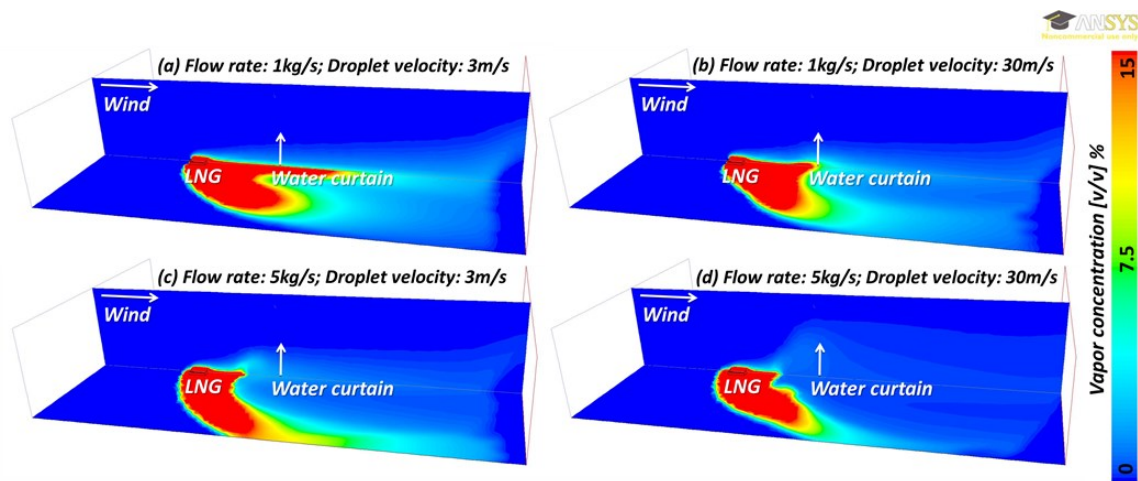 ANSYS
Noncommercial use only
(a) Flow rate: 1kg/s; Droplet velocity: 3m/s
Wind
LNG
Water curtain
(b) Flow rate: 1kg/s; Droplet velocity: 30m/s
Wind
LNG
Water curtain
(c) Flow rate: 5kg/s; Droplet velocity: 3m/s
Wind
LNG
Water curtain
(d) Flow rate: 5kg/s; Droplet velocity: 30m/s
Wind
LNG
Water curtain
15
7.5
0
Vapor concentration [v/v] %